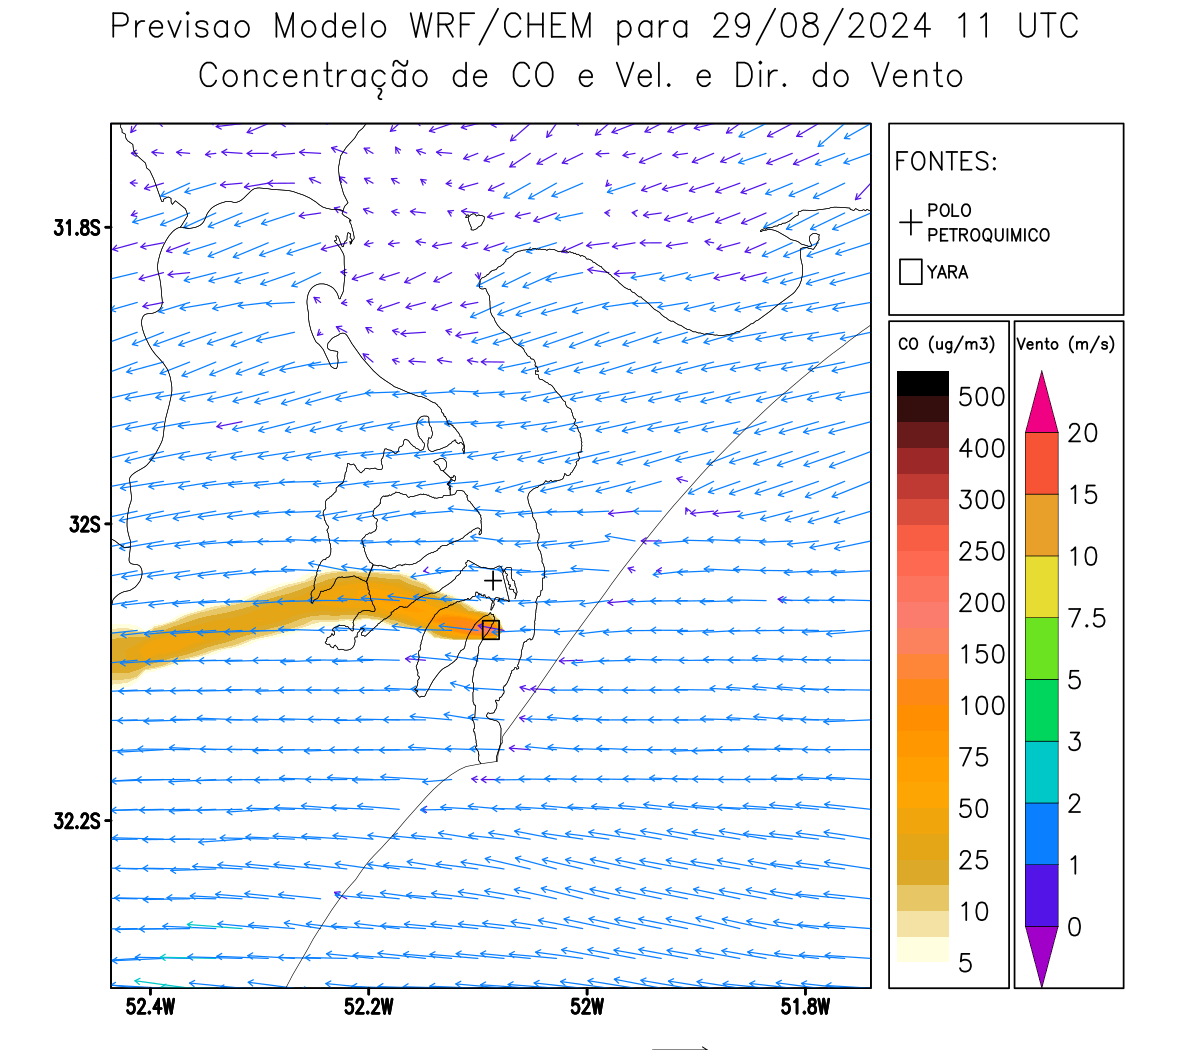 Previsao Modelo WRF/CHEM para 29/08/2024 11 UTC
Concentração de CO e Vel. e Dir. do Vento
FONTES:
POLO
PETROQUIMICO
YARA
31.8S
32S
32.2S
52.4W
52.2W
52W
51.8W
CO (ug/m3)
500
400
300
250
200
150
100
75
50
25
10
5
Vento (m/s)
20
15
10
7.5
5
3
2
1
0